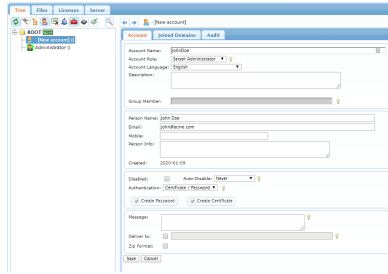 Tree Files Licenses Server
ROOT
[New account] ()
Administrator ()
- [New account]
Account Joined Domains Audit
Account Name: JohnDoe
Account Role: Server Administrator
Account Language: English
Description:
Group Member:
Person Name: John Doe
Email: john@acme.com
Mobile:
Person Info:
Created: 2020-01-09
Disabled: Auto-Disable: Never
Authentication: Certificate / Password
Create Password Create Certificate
Message:
Deliver to:
Zip Format:
Save Cancel